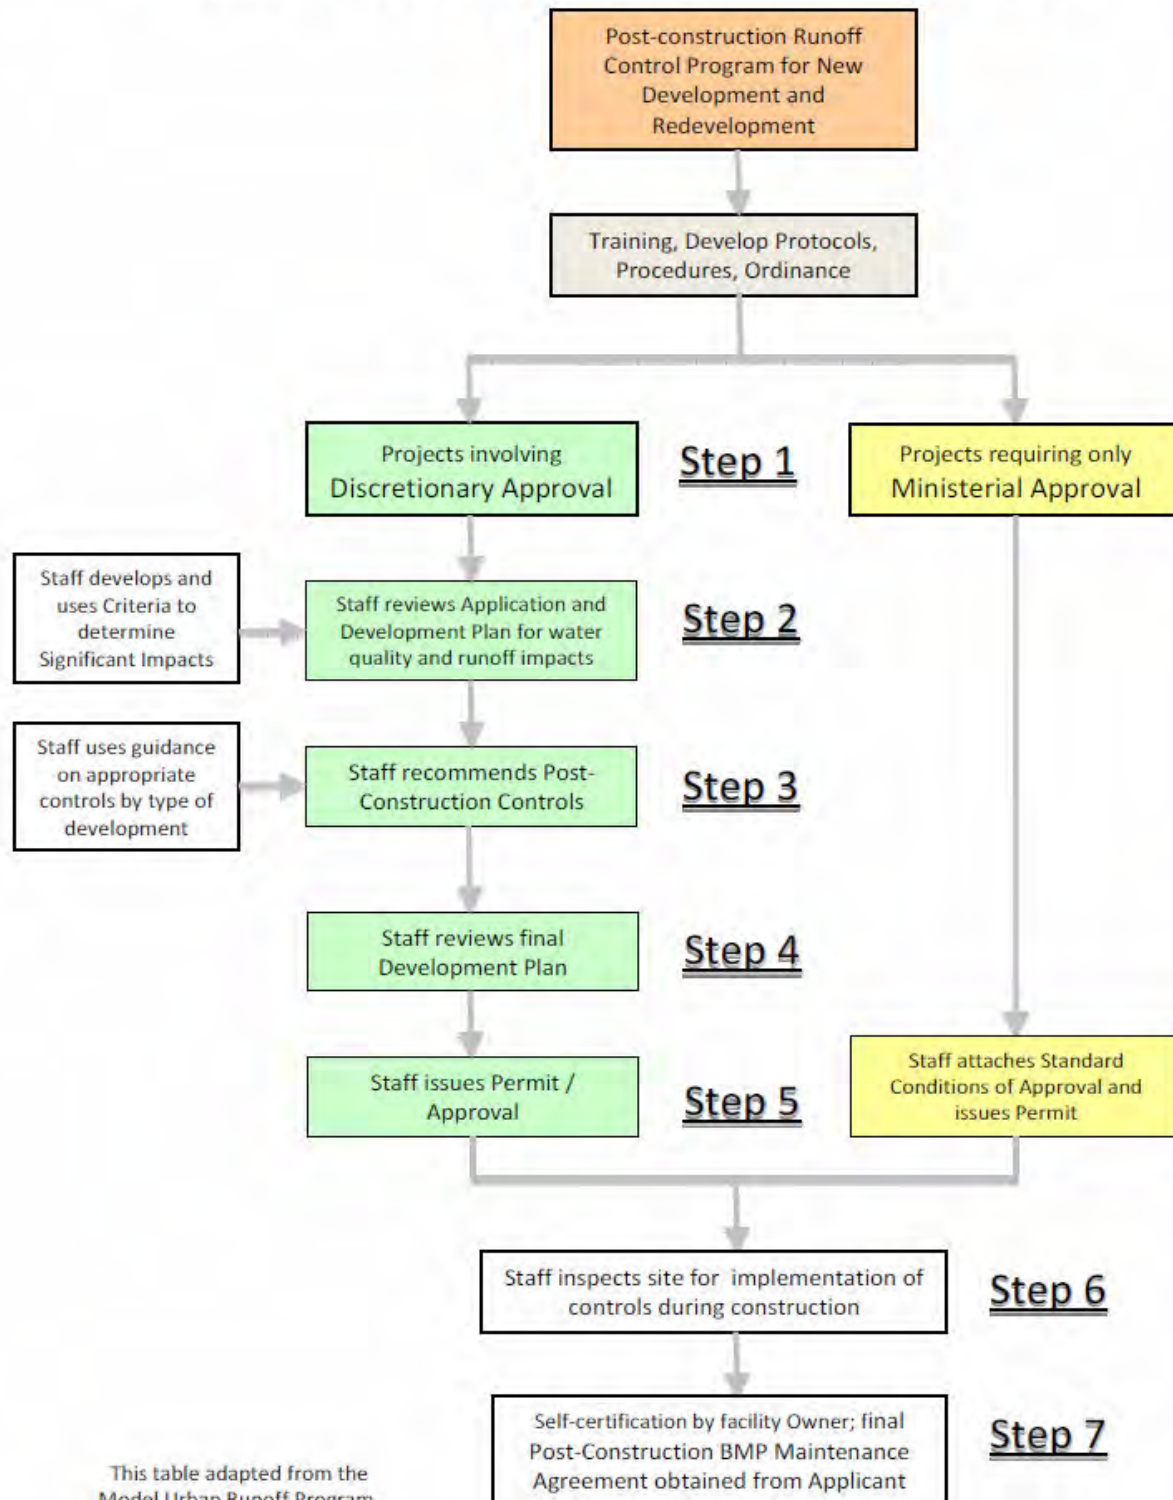 Post-construction Runoff
Control Program for New
Development and
Redevelopment
Training, Develop Protocols,
Procedures, Ordinance
Projects involving
Discretionary Approval
Step 1
Projects requiring only
Ministerial Approval
Staff develops and
uses Criteria to
determine
Significant Impacts
Staff reviews Application and
Development Plan for water
quality and runoff impacts
Step 2
Staff uses guidance
on appropriate
controls by type of
development
Staff recommends Post-
Construction Controls
Step 3
Staff reviews final
Development Plan
Step 4
Staff issues Permit /
Approval
Step 5
Staff attaches Standard
Conditions of Approval and
issues Permit
Staff inspects site for implementation of
controls during construction
Step 6
Self-certification by facility Owner; final
Post-Construction BMP Maintenance
Agreement obtained from Applicant
Step 7
This table adapted from the
Model Urban Runoff Program